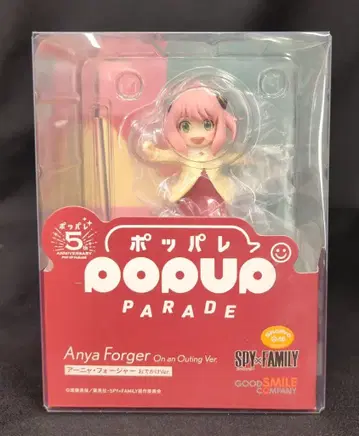 ポッパレ
5th
ANNIVERSARY
POP UP PARADE
ポッパレ
POPUP
PARADE
Anya Forger On an Outing Ver.
アーニャ・フォージャー おでかけVer.
SPY×FAMILY
GOOD SMILE
COMPANY